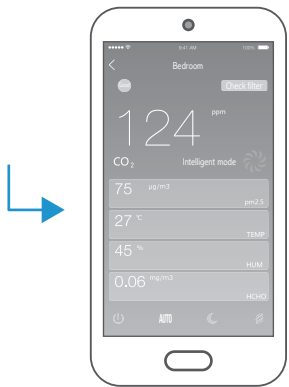 9:41 AM 100%
Bedroom
Check filter
124 ppm
CO2 Intelligent mode
75 µg/m3
pm2.5
27 ℃
TEMP
45 %
HUM
0.06 mg/m3
HCHO
AUTO